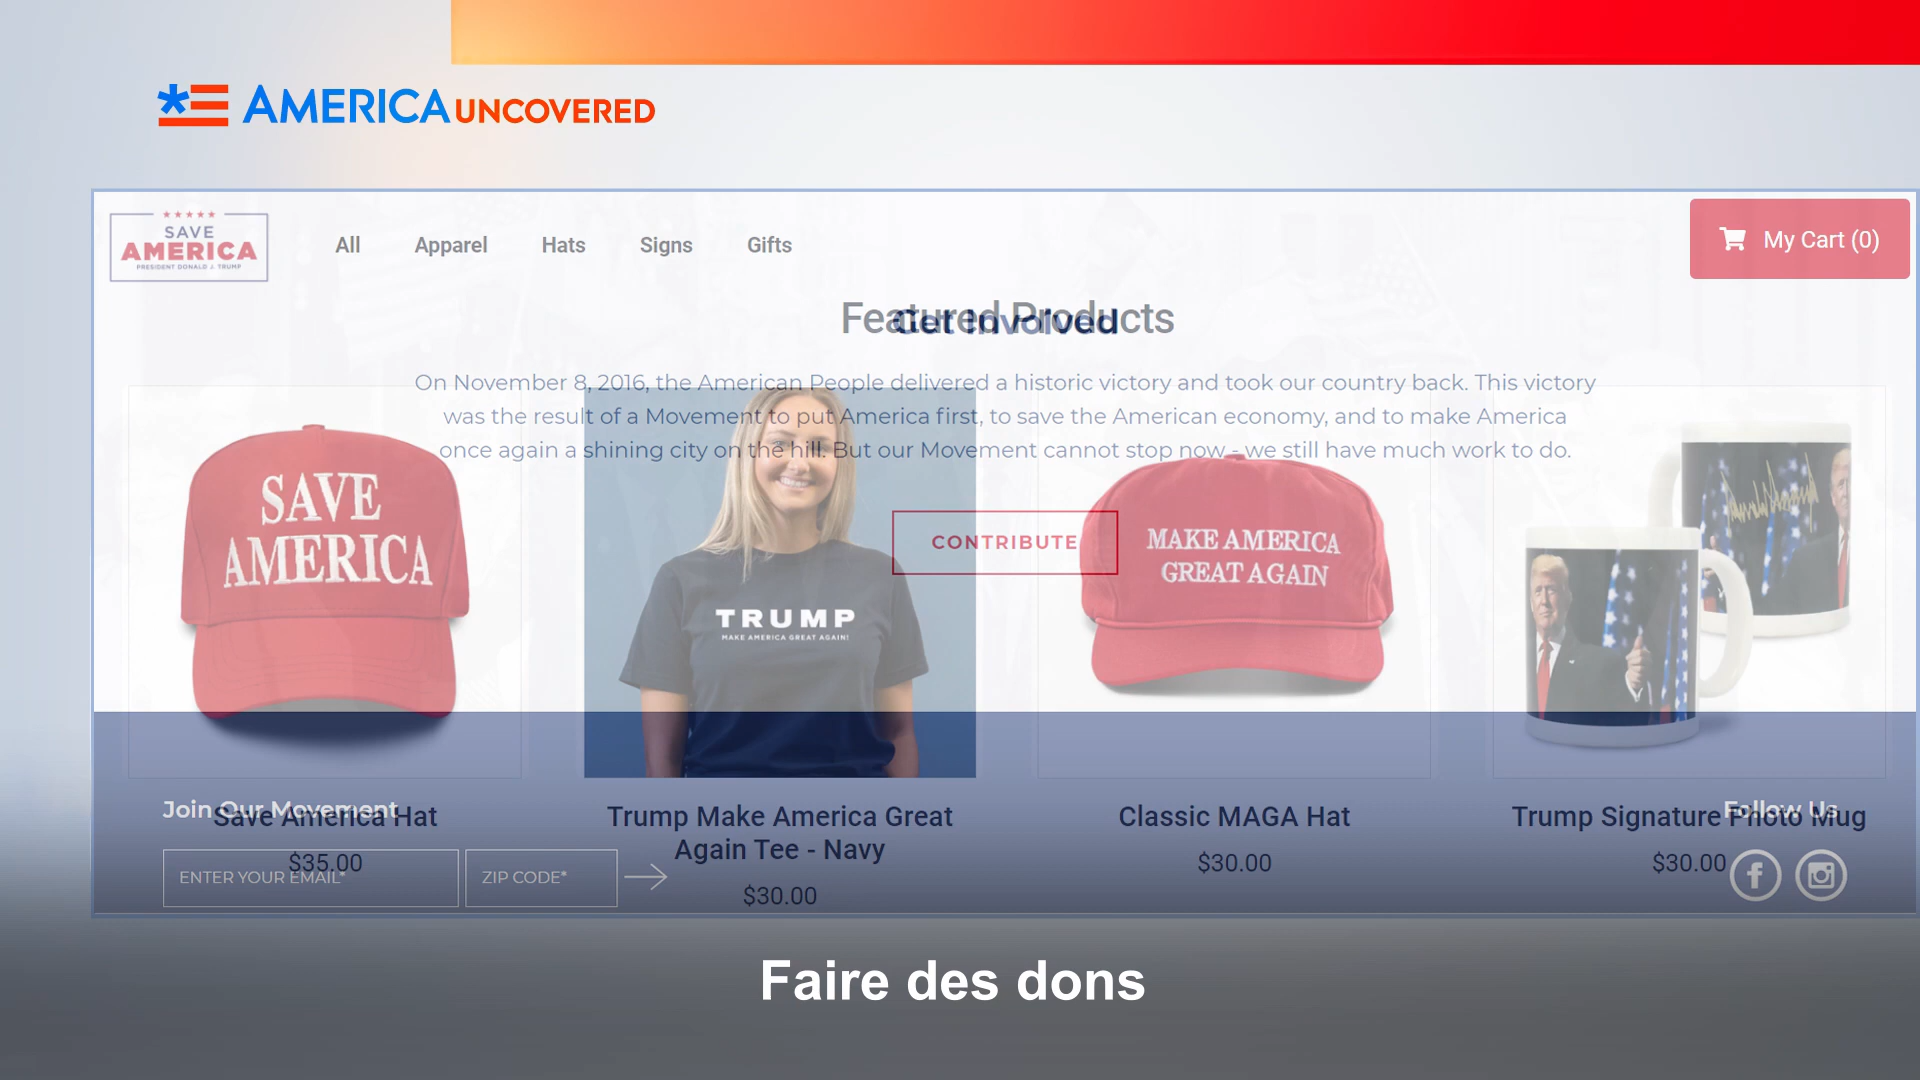 AMERICA UNCOVERED
SAVE
AMERICA
PRESIDENT DONALD J. TRUMP
All
Apparel
Hats
Signs
Gifts
My Cart (0)
Featured Products
Get Involved
On November 8, 2016, the American People delivered a historic victory and took our country back. This victory
was the result of a Movement to put America first, to save the American economy, and to make America
once again a shining city on the hill. But our Movement cannot stop now - we still have much work to do.
CONTRIBUTE
SAVE
AMERICA
TRUMP
MAKE AMERICA GREAT AGAIN!
MAKE AMERICA
GREAT AGAIN
Join Our Movement
Save America Hat
$35.00
ENTER YOUR EMAIL*
ZIP CODE*
Trump Make America Great
Again Tee - Navy
$30.00
Classic MAGA Hat
$30.00
Trump Signature Photo Mug
$30.00
Follow Us
Faire des dons